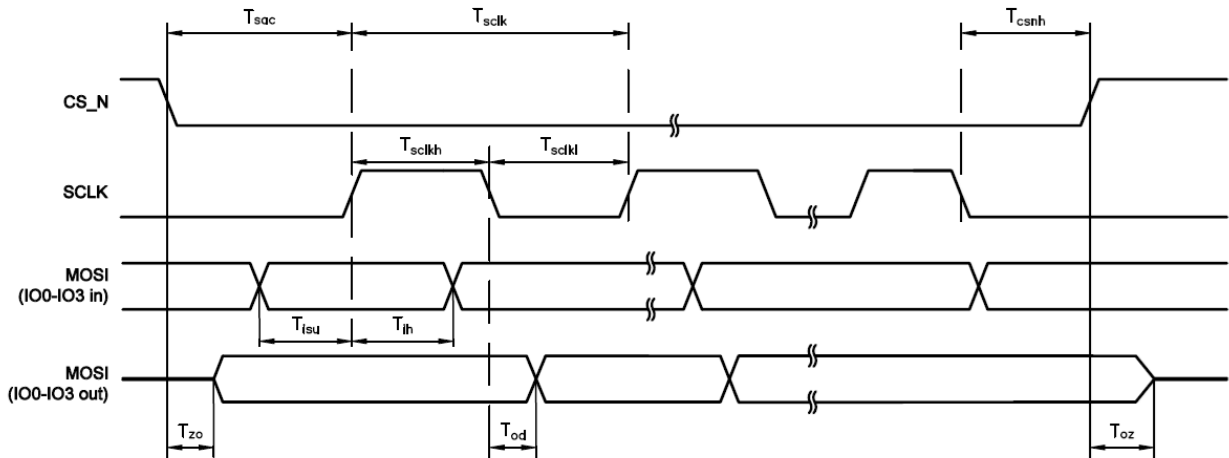 Tsac Tsclk Tcsnh
CS_N
Tsclkh Tsclkl
SCLK
MOSI
(IO0-IO3 in)
Tisu Tih
MOSI
(IO0-IO3 out)
Tzo Tod Toz